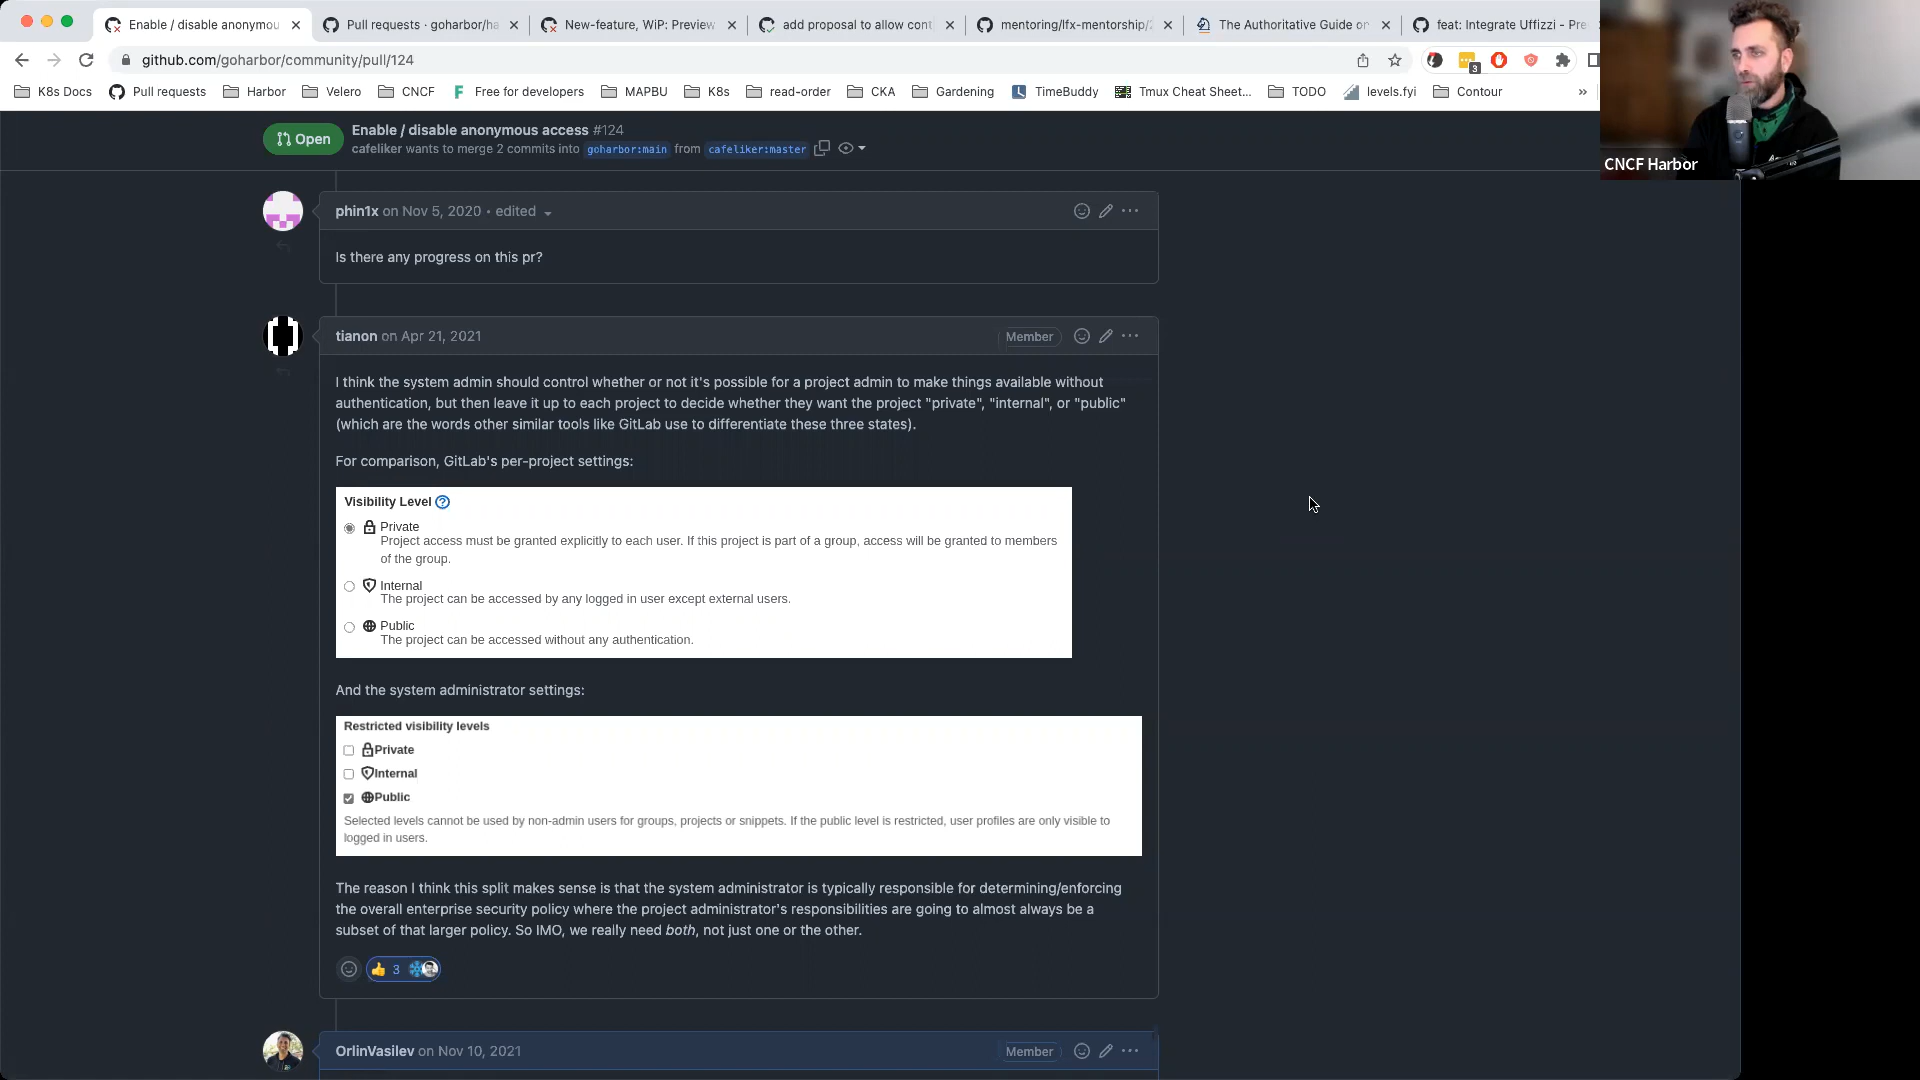 Enable / disable anonymou
Pull requests · goharbor/ha
New-feature, WiP: Preview
add proposal to allow cont
mentoring/lfx-mentorship/2
The Authoritative Guide on
feat: Integrate Uffizzi - Pre
github.com/goharbor/community/pull/124
3
K8s Docs
Pull requests
Harbor
Velero
CNCF
F Free for developers
MAPBU
K8s
read-order
CKA
Gardening
TimeBuddy
Tmux Cheat Sheet...
TODO
levels.fyi
Contour
»
CNCF Harbor
Open
Enable / disable anonymous access #124
cafeliker wants to merge 2 commits into goharbor:main from cafeliker:master
phin1x on Nov 5, 2020 • edited
Is there any progress on this pr?
tianon on Apr 21, 2021
Member
I think the system admin should control whether or not it's possible for a project admin to make things available without
authentication, but then leave it up to each project to decide whether they want the project "private", "internal", or "public"
(which are the words other similar tools like GitLab use to differentiate these three states).
For comparison, GitLab's per-project settings:
Visibility Level
Private
Project access must be granted explicitly to each user. If this project is part of a group, access will be granted to members
of the group.
Internal
The project can be accessed by any logged in user except external users.
Public
The project can be accessed without any authentication.
And the system administrator settings:
Restricted visibility levels
Private
Internal
Public
Selected levels cannot be used by non-admin users for groups, projects or snippets. If the public level is restricted, user profiles are only visible to
logged in users.
The reason I think this split makes sense is that the system administrator is typically responsible for determining/enforcing
the overall enterprise security policy where the project administrator's responsibilities are going to almost always be a
subset of that larger policy. So IMO, we really need both, not just one or the other.
3
OrlinVasilev on Nov 10, 2021
Member